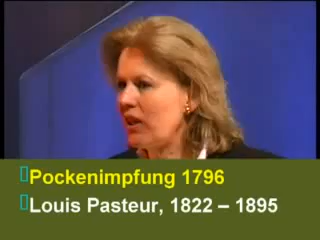 Pockenimpfung 1796
Louis Pasteur, 1822 – 1895